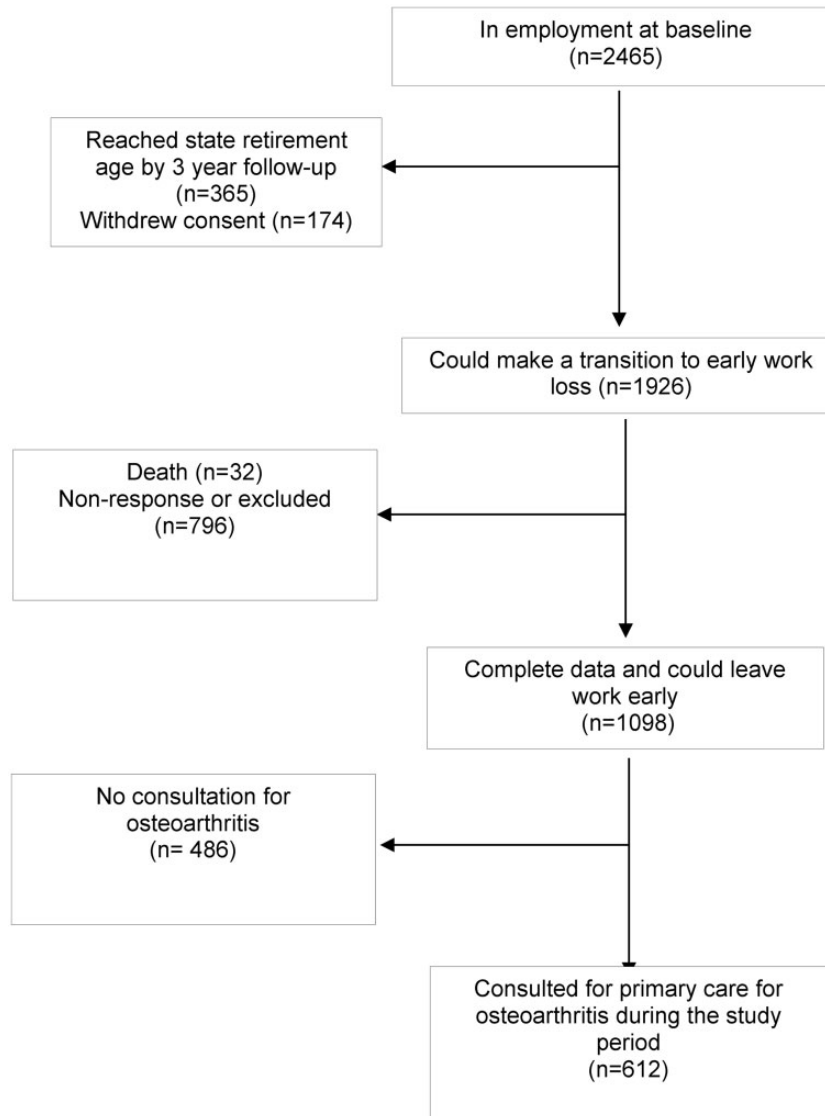 In employment at baseline
(n=2465)
Reached state retirement
age by 3 year follow-up
(n=365)
Withdrew consent (n=174)
Could make a transition to early work
loss (n=1926)
Death (n=32)
Non-response or excluded
(n=796)
Complete data and could leave
work early
(n=1098)
No consultation for
osteoarthritis
(n= 486)
Consulted for primary care for
osteoarthritis during the study
period
(n=612)